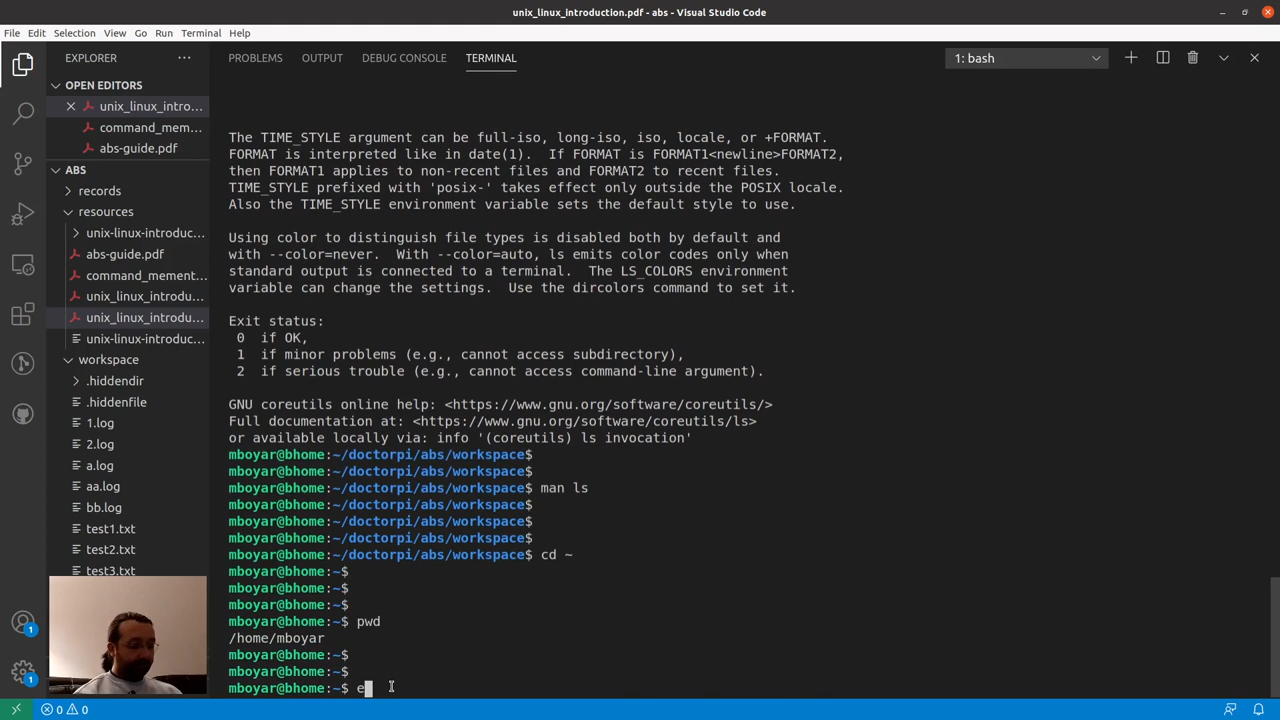 unix_linux_introduction.pdf - abs - Visual Studio Code
File Edit Selection View Go Run Terminal Help
EXPLORER
PROBLEMS OUTPUT DEBUG CONSOLE TERMINAL
1: bash
OPEN EDITORS
unix_linux_intro...
command_mem...
abs-guide.pdf
ABS
records
resources
unix-linux-introduc...
abs-guide.pdf
command_mement...
unix_linux_introdu...
unix_linux_introdu...
unix-linux-introduc...
workspace
.hiddendir
.hiddenfile
1.log
2.log
a.log
aa.log
bb.log
test1.txt
test2.txt
test3.txt
The TIME_STYLE argument can be full-iso, long-iso, iso, locale, or +FORMAT.
FORMAT is interpreted like in date(1).  If FORMAT is FORMAT1<newline>FORMAT2,
then FORMAT1 applies to non-recent files and FORMAT2 to recent files.
TIME_STYLE prefixed with 'posix-' takes effect only outside the POSIX locale.
Also the TIME_STYLE environment variable sets the default style to use.
Using color to distinguish file types is disabled both by default and
with --color=never.  With --color=auto, ls emits color codes only when
standard output is connected to a terminal.  The LS_COLORS environment
variable can change the settings.  Use the dircolors command to set it.
Exit status:
0  if OK,
1  if minor problems (e.g., cannot access subdirectory),
2  if serious trouble (e.g., cannot access command-line argument).
GNU coreutils online help: <https://www.gnu.org/software/coreutils/>
Full documentation at: <https://www.gnu.org/software/coreutils/ls>
or available locally via: info '(coreutils) ls invocation'
mboyar@bhome:~/doctorpi/abs/workspace$
mboyar@bhome:~/doctorpi/abs/workspace$
mboyar@bhome:~/doctorpi/abs/workspace$ man ls
mboyar@bhome:~/doctorpi/abs/workspace$
mboyar@bhome:~/doctorpi/abs/workspace$
mboyar@bhome:~/doctorpi/abs/workspace$
mboyar@bhome:~/doctorpi/abs/workspace$ cd ~
mboyar@bhome:~$
mboyar@bhome:~$
mboyar@bhome:~$
mboyar@bhome:~$ pwd
/home/mboyar
mboyar@bhome:~$
mboyar@bhome:~$
mboyar@bhome:~$ e
1
1
0 0